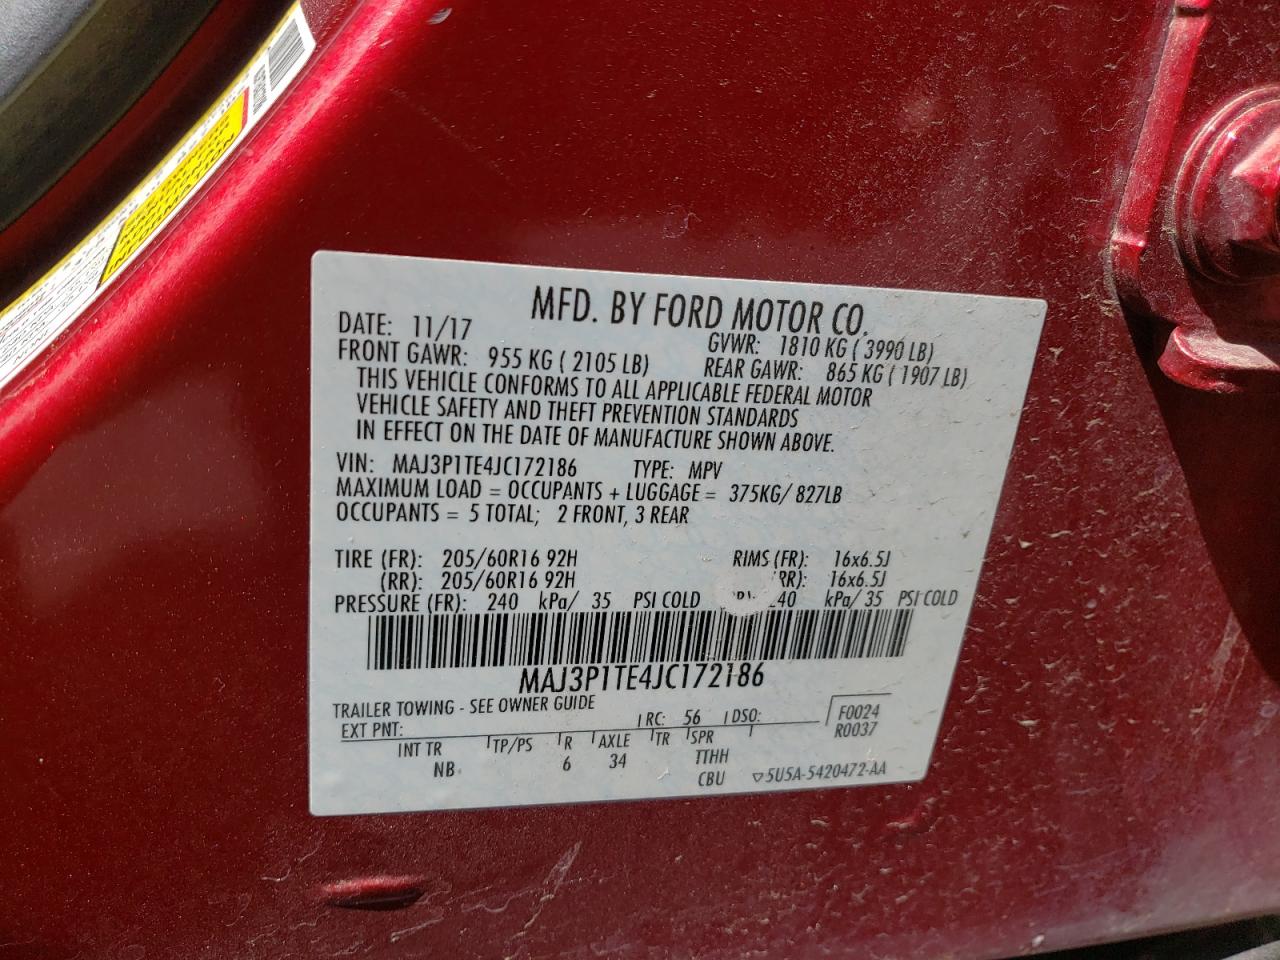 MFD. BY FORD MOTOR CO.
DATE: 11/17 GVWR: 1810 KG ( 3990 LB)
FRONT GAWR: 955 KG ( 2105 LB) REAR GAWR: 865 KG ( 1907 LB)
THIS VEHICLE CONFORMS TO ALL APPLICABLE FEDERAL MOTOR
VEHICLE SAFETY AND THEFT PREVENTION STANDARDS
IN EFFECT ON THE DATE OF MANUFACTURE SHOWN ABOVE.
VIN: MAJ3P1TE4JC172186 TYPE: MPV
MAXIMUM LOAD = OCCUPANTS + LUGGAGE = 375KG/ 827LB
OCCUPANTS = 5 TOTAL; 2 FRONT, 3 REAR
TIRE (FR): 205/60R16 92H RIMS (FR): 16x6.5J
(RR): 205/60R16 92H RR): 16x6.5J
PRESSURE (FR): 240 kPa/ 35 PSI COLD 40 kPa/ 35 PSI COLD
MAJ3P1TE4JC172186
TRAILER TOWING - SEE OWNER GUIDE
EXT PNT: RC: 56 DSO: F0024
R0037
INT TR TP/PS R AXLE TR SPR
NB 6 34 TTHH
CBU ▽5U5A-5420472-AA